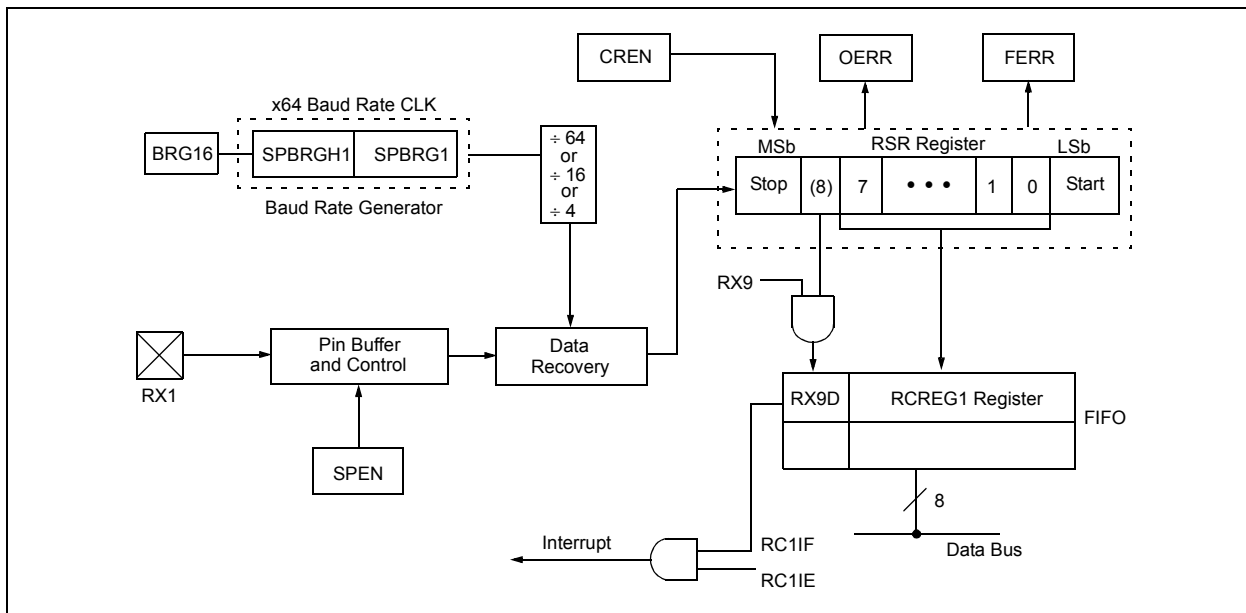 CREN
OERR
FERR
x64 Baud Rate CLK
BRG16
SPBRGH1
SPBRG1
Baud Rate Generator
÷ 64
or
÷ 16
or
÷ 4
MSb
RSR Register
LSb
Stop
(8)
7
• • •
1
0
Start
RX9
RX1
Pin Buffer
and Control
Data
Recovery
SPEN
RX9D
RCREG1 Register
FIFO
8
Data Bus
Interrupt
RC1IF
RC1IE